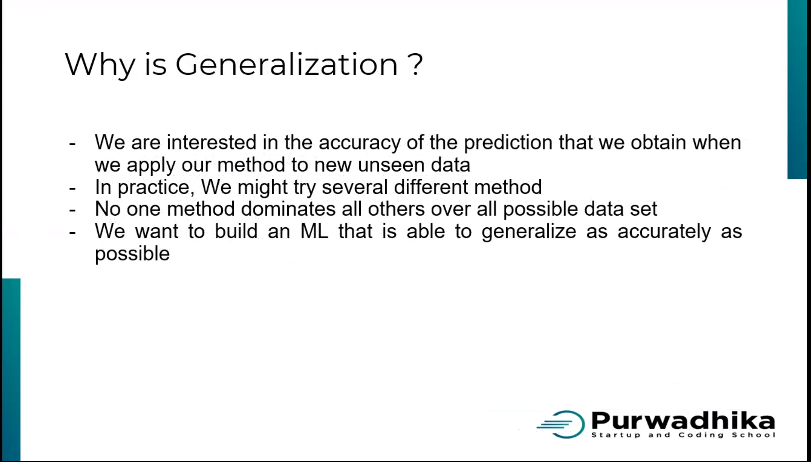 Why is Generalization ?
- We are interested in the accuracy of the prediction that we obtain when
we apply our method to new unseen data
- In practice, We might try several different method
- No one method dominates all others over all possible data set
- We want to build an ML that is able to generalize as accurately as
possible
Purwadhika
Startup and Coding School